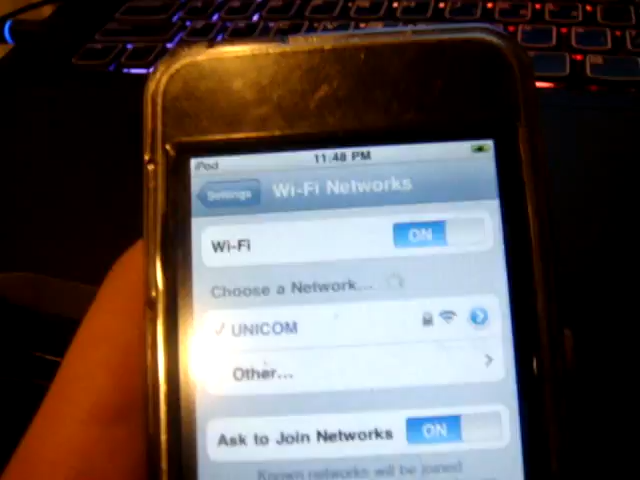 iPod 11:48 PM
Settings Wi-Fi Networks
Wi-Fi ON
Choose a Network...
UNICOM
Other...
Ask to Join Networks ON
Known networks will be joined